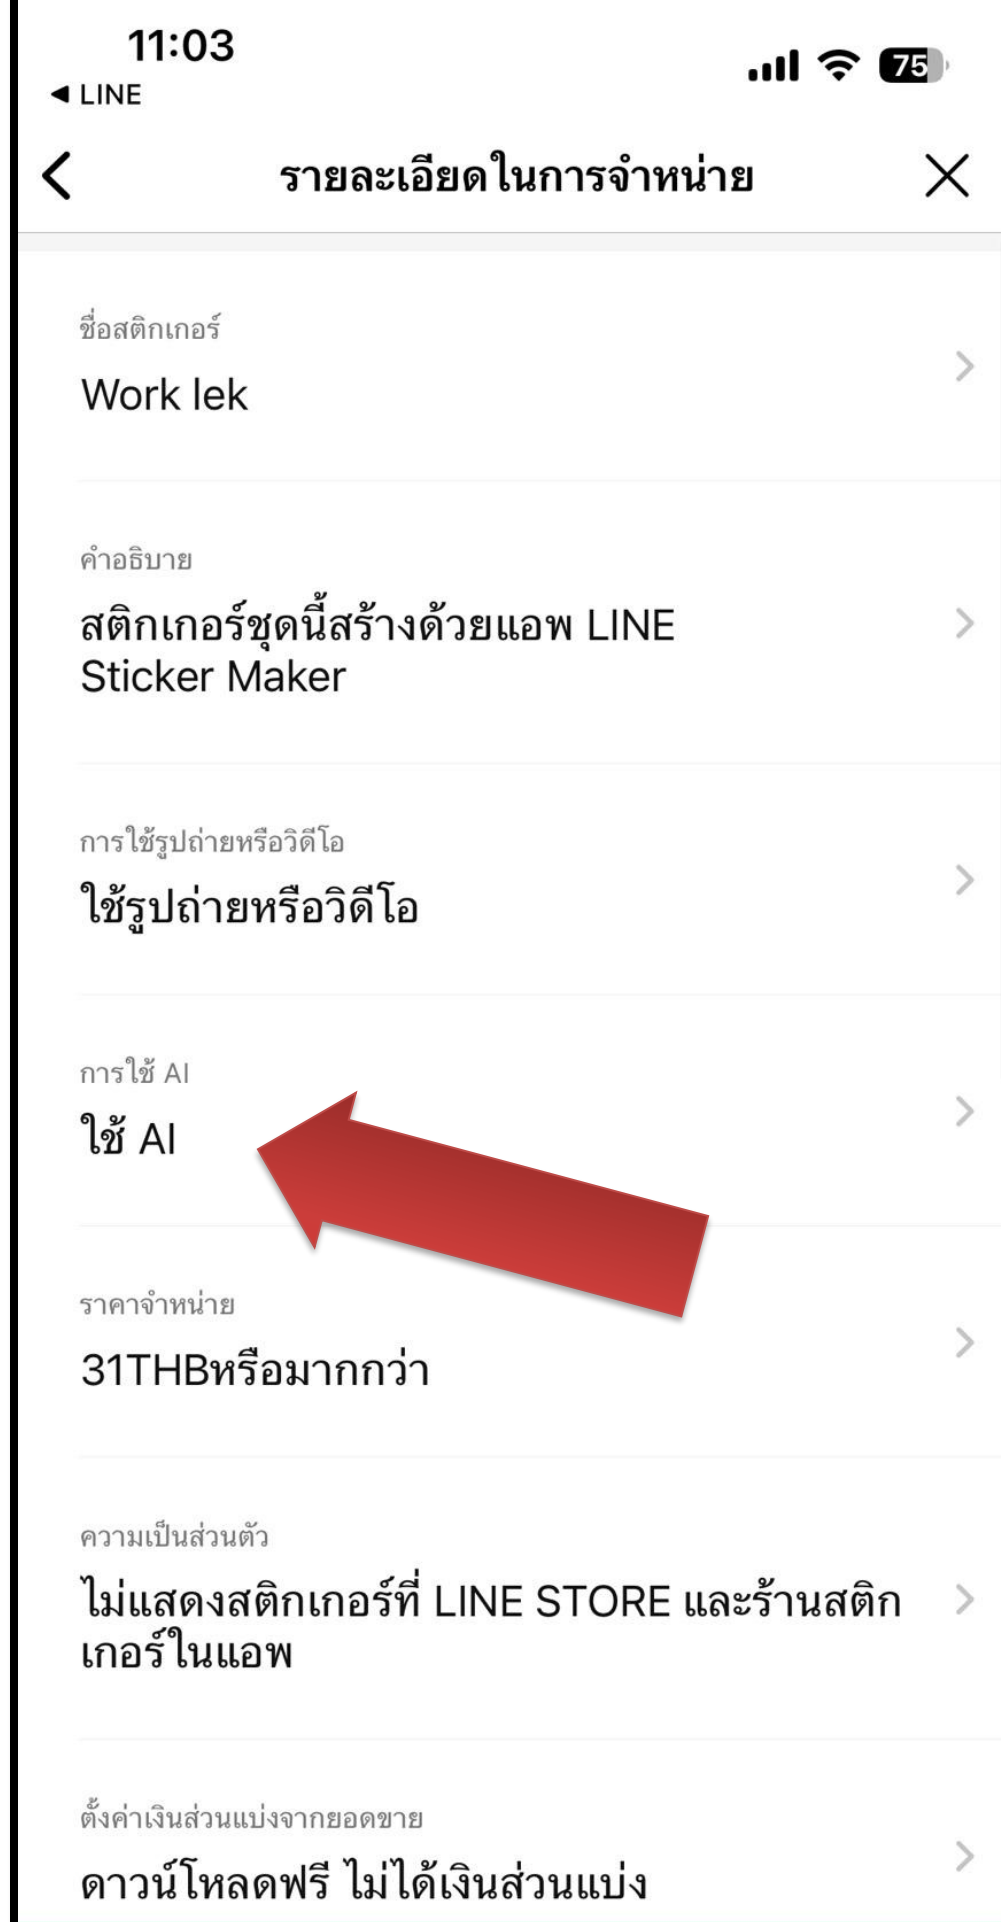 11:03
75
LINE
รายละเอียดในการจำหน่าย
ชื่อสติกเกอร์
Work lek
คำอธิบาย
สติกเกอร์ชุดนี้สร้างด้วยแอพ LINE
Sticker Maker
การใช้รูปถ่ายหรือวิดีโอ
ใช้รูปถ่ายหรือวิดีโอ
การใช้ AI
ใช้ AI
ราคาจำหน่าย
31THBหรือมากกว่า
ความเป็นส่วนตัว
ไม่แสดงสติกเกอร์ที่ LINE STORE และร้านสติก
เกอร์ในแอพ
ตั้งค่าเงินส่วนแบ่งจากยอดขาย
ดาวน์โหลดฟรี ไม่ได้เงินส่วนแบ่ง